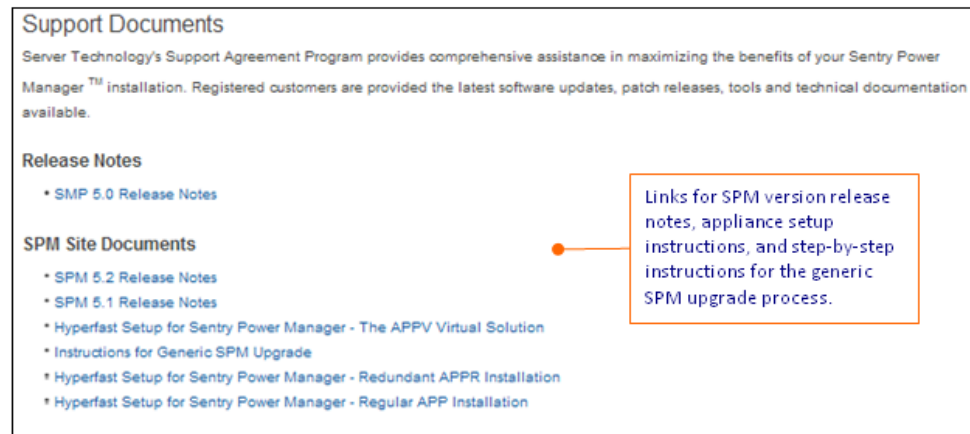 Support Documents
Server Technology's Support Agreement Program provides comprehensive assistance in maximizing the benefits of your Sentry Power
Manager TM installation. Registered customers are provided the latest software updates, patch releases, tools and technical documentation
available.
Release Notes
* SMP 5.0 Release Notes
SPM Site Documents
* SPM 5.2 Release Notes
* SPM 5.1 Release Notes
* Hyperfast Setup for Sentry Power Manager - The APPV Virtual Solution
* Instructions for Generic SPM Upgrade
* Hyperfast Setup for Sentry Power Manager - Redundant APPR Installation
* Hyperfast Setup for Sentry Power Manager - Regular APP Installation
Links for SPM version release
notes, appliance setup
instructions, and step-by-step
instructions for the generic
SPM upgrade process.